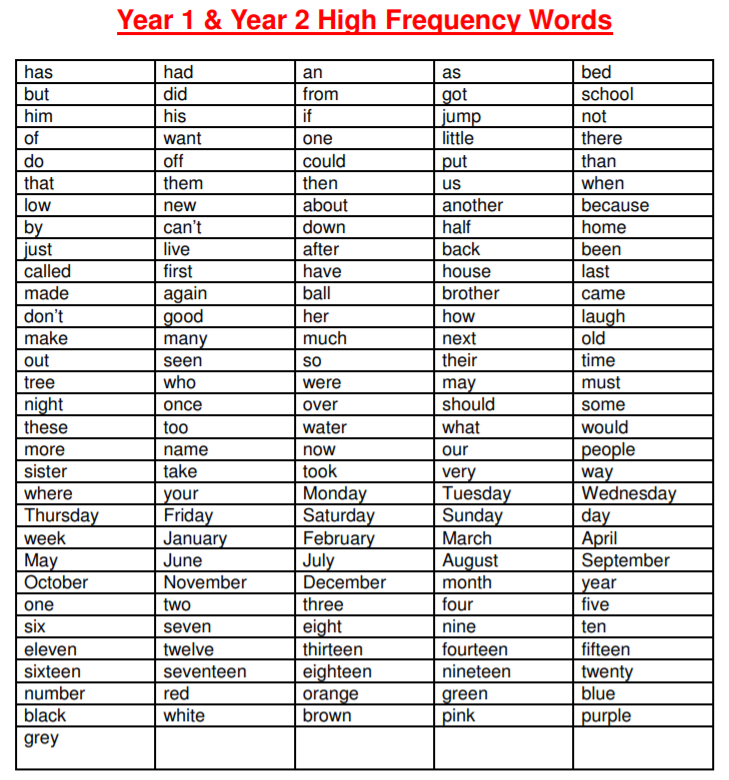 Year 1 & Year 2 High Frequency Words
has had an as bed
but did from got school
him his if jump not
of want one little there
do off could put than
that them then us when
low new about another because
by can't down half home
just live after back been
called first have house last
made again ball brother came
don't good her how laugh
make many much next old
out seen so their time
tree who were may must
night once over should some
these too water what would
more name now our people
sister take took very way
where your Monday Tuesday Wednesday
Thursday Friday Saturday Sunday day
week January February March April
May June July August September
October November December month year
one two three four five
six seven eight nine ten
eleven twelve thirteen fourteen fifteen
sixteen seventeen eighteen nineteen twenty
number red orange green blue
black white brown pink purple
grey